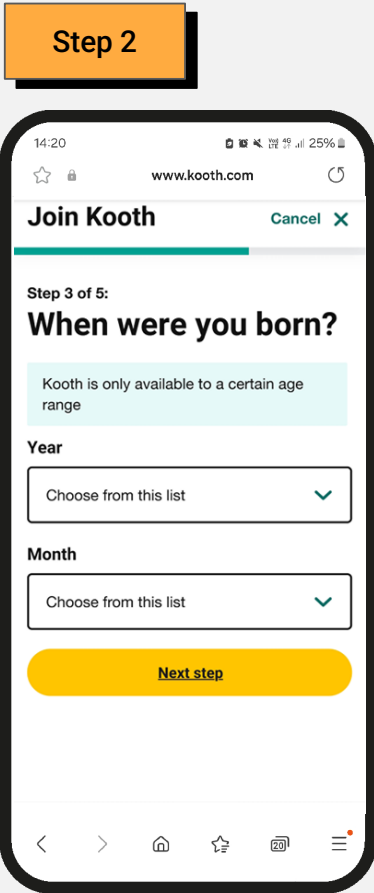 Step 2
14:20
VoLTE 4G 25%
www.kooth.com
Join Kooth
Cancel
Step 3 of 5:
When were you born?
Kooth is only available to a certain age
range
Year
Choose from this list
Month
Choose from this list
Next step
20